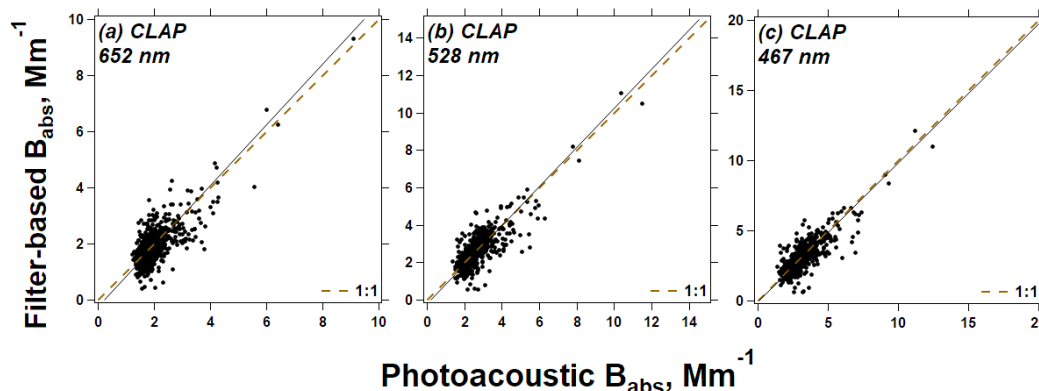 (a) CLAP
652 nm
10
8
6
4
2
0
0 2 4 6 8 10
1:1
(b) CLAP
528 nm
14
12
10
8
6
4
2
0
0 2 4 6 8 10 12 14
1:1
(c) CLAP
467 nm
20
15
10
5
0
0 5 10 15 20
1:1
Filter-based Babs, Mm-1
Photoacoustic Babs, Mm-1